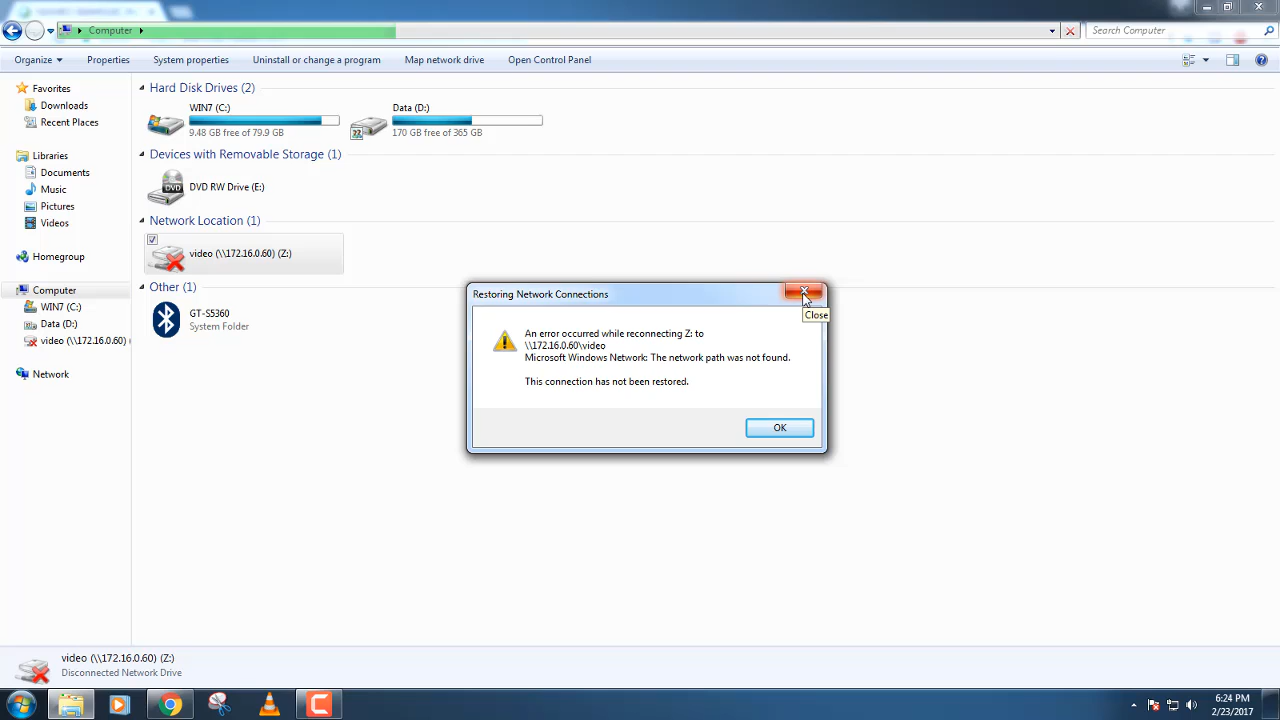 Computer
Search Computer
Organize
Properties
System properties
Uninstall or change a program
Map network drive
Open Control Panel
Favorites
Downloads
Recent Places
Libraries
Documents
Music
Pictures
Videos
Homegroup
Computer
WIN7 (C:)
Data (D:)
video (\\172.16.0.60) (
Network
Hard Disk Drives (2)
WIN7 (C:)
9.48 GB free of 79.9 GB
Data (D:)
170 GB free of 365 GB
Devices with Removable Storage (1)
DVD
DVD RW Drive (E:)
Network Location (1)
video (\\172.16.0.60) (Z:)
Other (1)
GT-S5360
System Folder
Restoring Network Connections
Close
An error occurred while reconnecting Z: to
\\172.16.0.60\video
Microsoft Windows Network: The network path was not found.
This connection has not been restored.
OK
video (\\172.16.0.60) (Z:)
Disconnected Network Drive
6:24 PM
2/23/2017